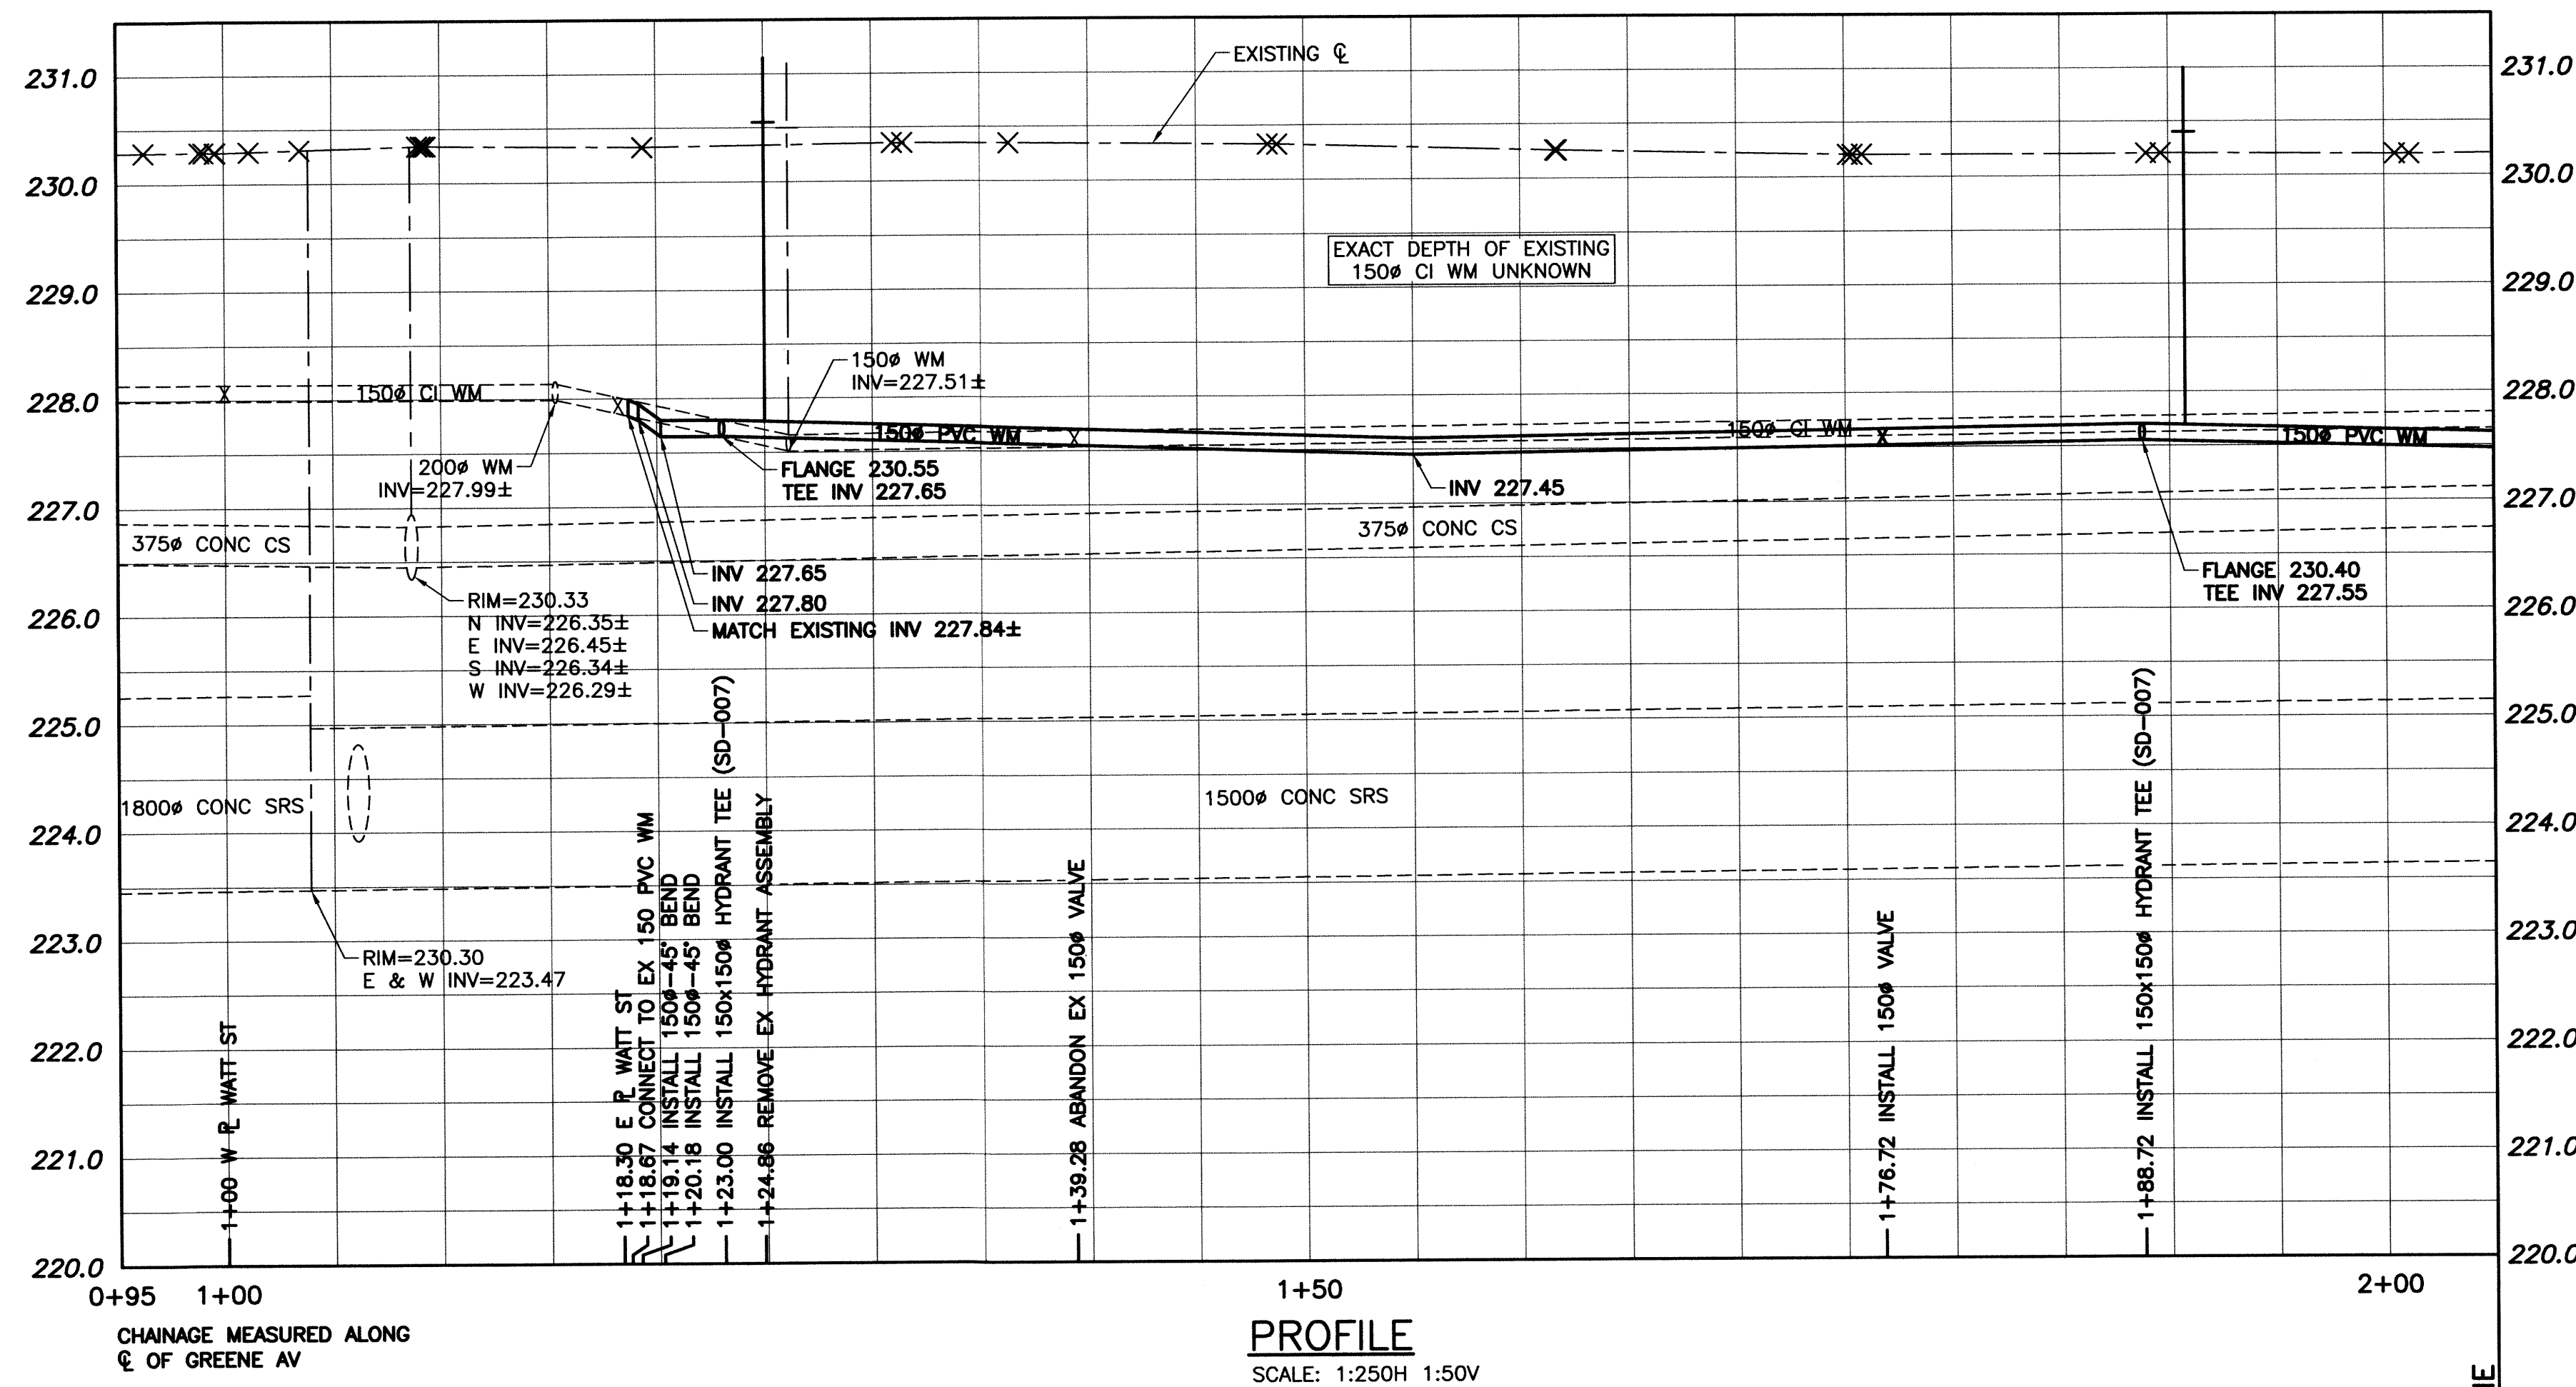 EXISTING ℄
231.0
231.0
230.0
230.0
EXACT DEPTH OF EXISTING
150ø CI WM UNKNOWN
229.0
229.0
150ø WM
INV=227.51±
228.0
150ø CI WM
150ø PVC WM
150ø CI WM
150ø PVC WM
228.0
200ø WM
INV=227.99±
FLANGE 230.55
TEE INV 227.65
INV 227.45
227.0
227.0
375ø CONC CS
375ø CONC CS
INV 227.65
INV 227.80
MATCH EXISTING INV 227.84±
FLANGE 230.40
TEE INV 227.55
RIM=230.33
N INV=226.35±
E INV=226.45±
S INV=226.34±
W INV=226.29±
226.0
226.0
225.0
225.0
1800ø CONC SRS
1500ø CONC SRS
224.0
224.0
223.0
223.0
RIM=230.30
E & W INV=223.47
222.0
222.0
221.0
221.0
220.0
220.0
1+00 W ⅊ WATT ST
1+18.30 E ⅊ WATT ST
1+18.67 CONNECT TO EX 150 PVC WM
1+19.14 INSTALL 150ø-45° BEND
1+20.18 INSTALL 150ø-45° BEND
1+23.00 INSTALL 150x150ø HYDRANT TEE (SD-007)
1+24.86 REMOVE EX HYDRANT ASSEMBLY
1+39.28 ABANDON EX 150ø VALVE
1+76.72 INSTALL 150ø VALVE
1+88.72 INSTALL 150x150ø HYDRANT TEE (SD-007)
0+95
1+00
1+50
2+00
CHAINAGE MEASURED ALONG
℄ OF GREENE AV
PROFILE
SCALE: 1:250H 1:50V